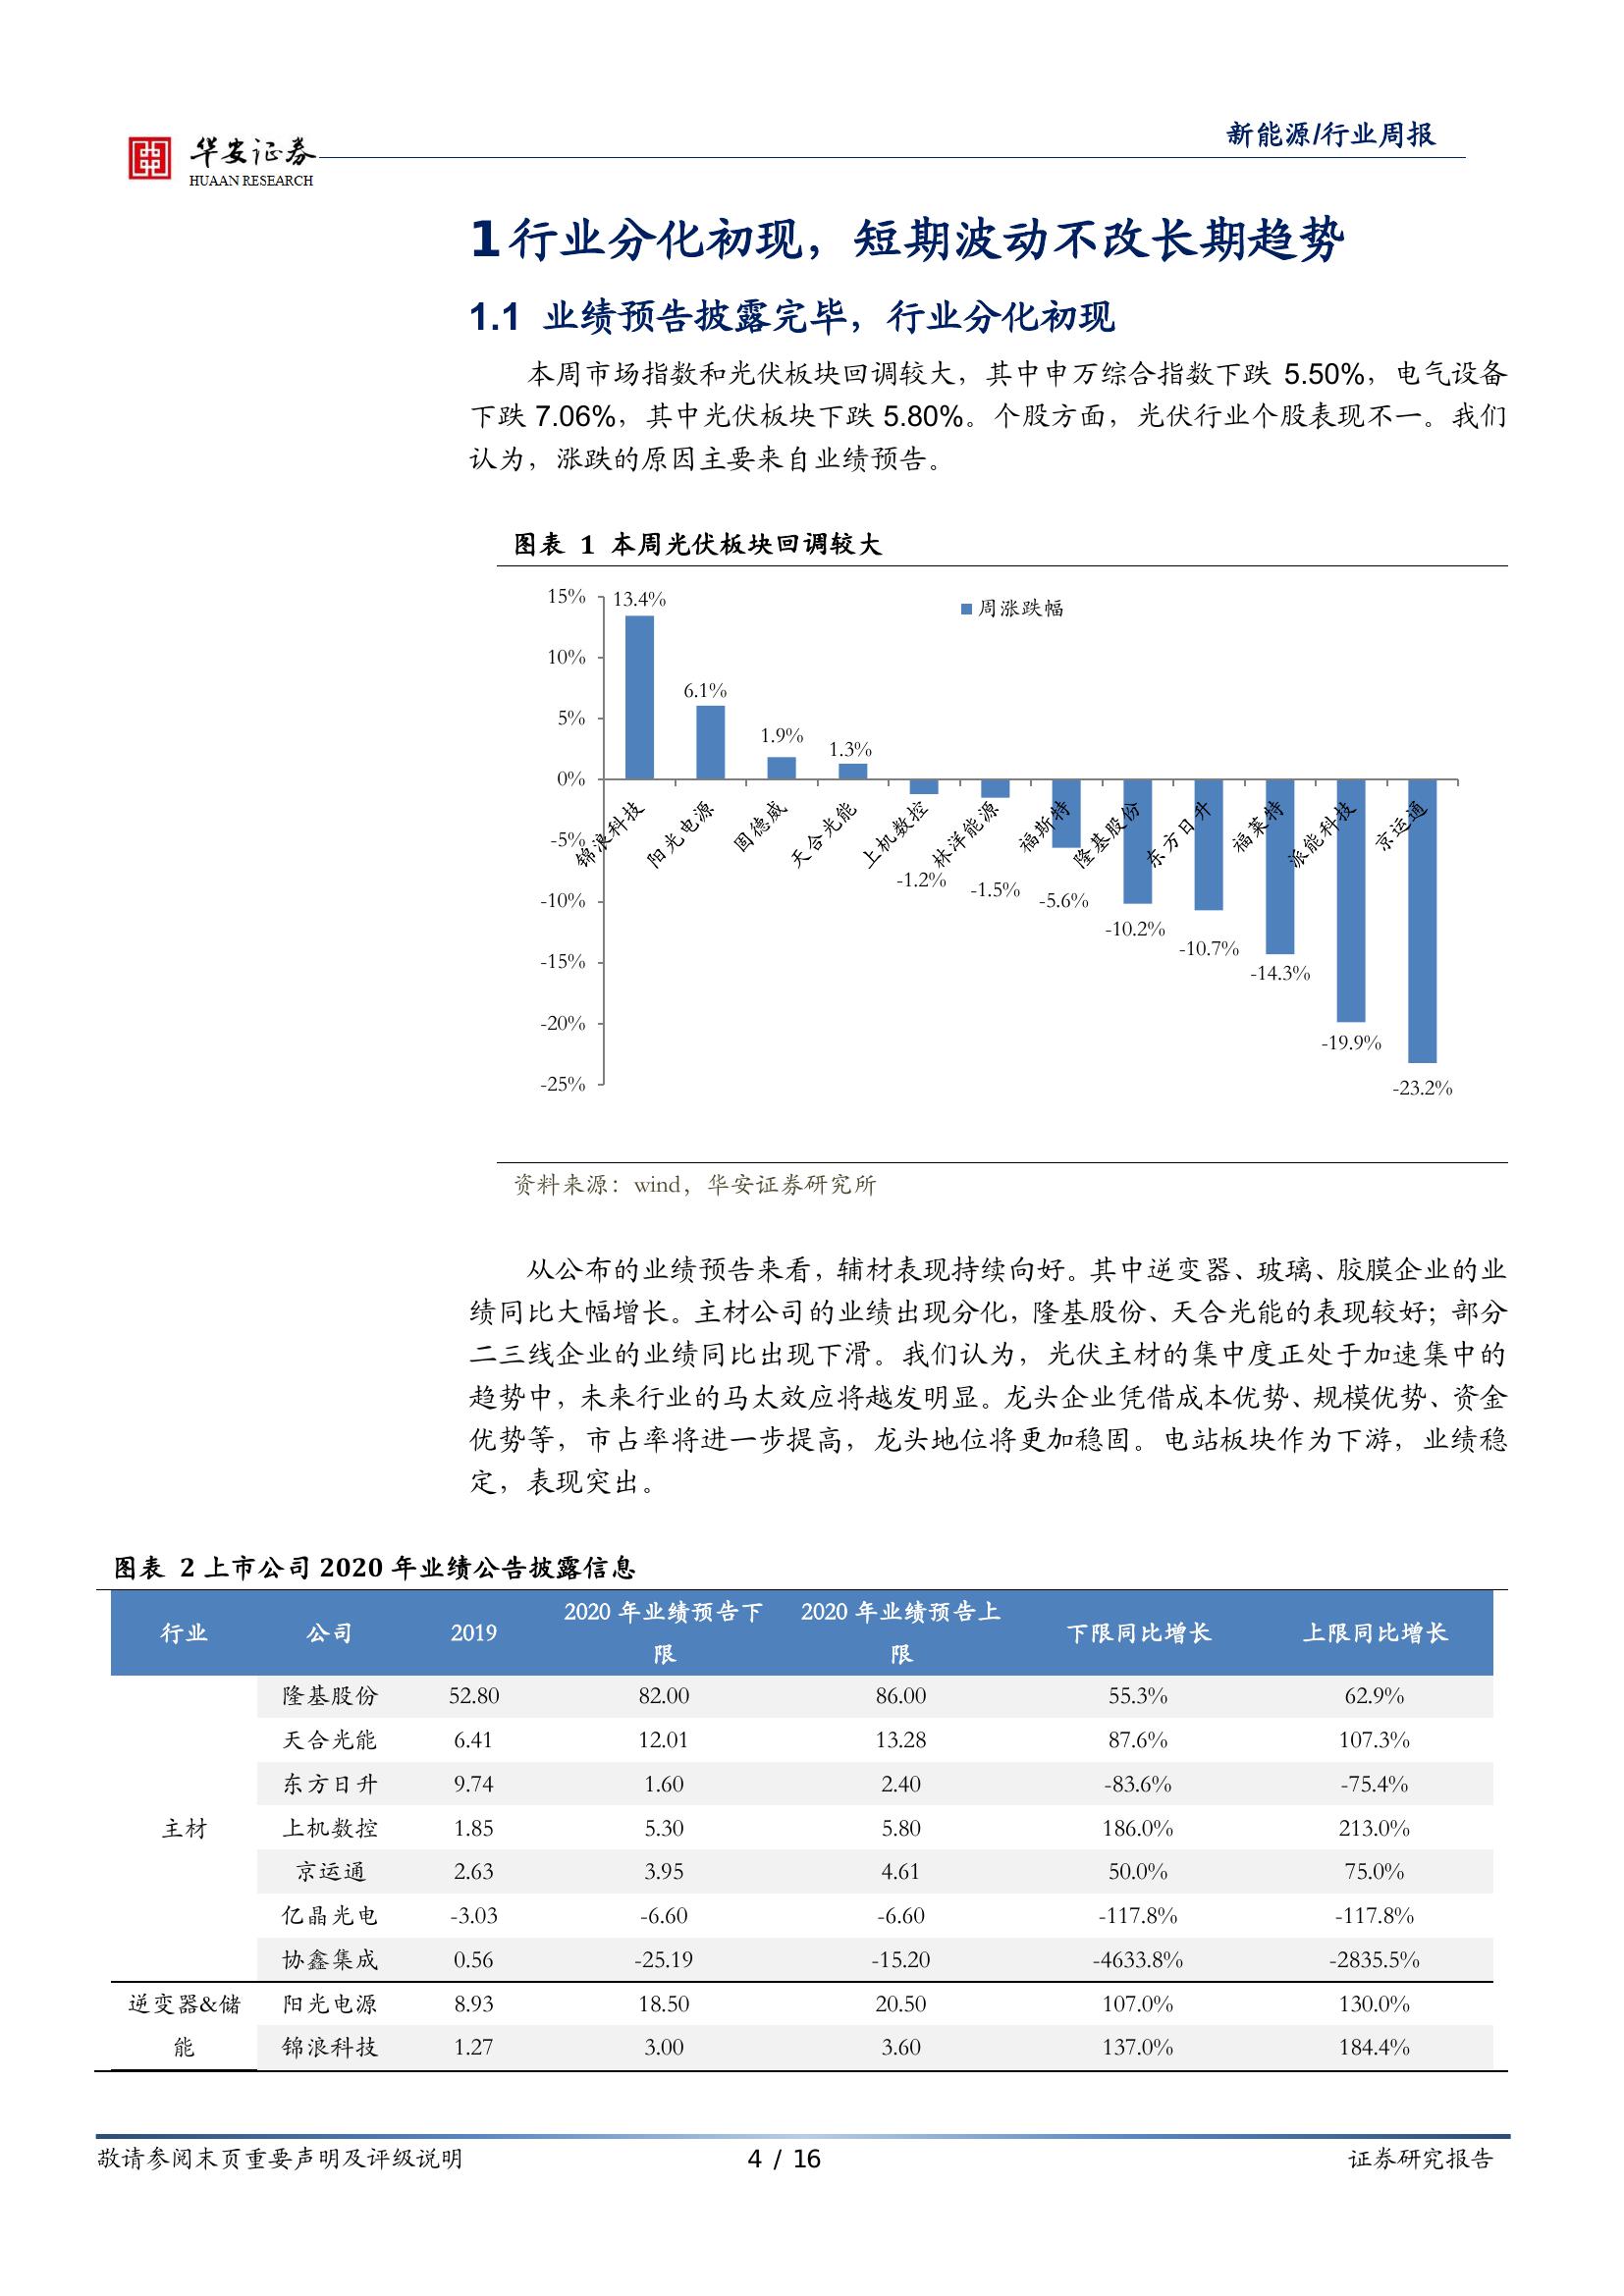 华安证券
HUAAN RESEARCH
新能源/行业周报
1行业分化初现，短期波动不改长期趋势
1.1 业绩预告披露完毕，行业分化初现
本周市场指数和光伏板块回调较大，其中申万综合指数下跌 5.50%，电气设备
下跌 7.06%，其中光伏板块下跌 5.80%。个股方面，光伏行业个股表现不一。我们
认为，涨跌的原因主要来自业绩预告。
图表 1 本周光伏板块回调较大
周涨跌幅
15%
10%
5%
0%
-5%
-10%
-15%
-20%
-25%
13.4%
6.1%
1.9%
1.3%
-1.2%
-1.5%
-5.6%
-10.2%
-10.7%
-14.3%
-19.9%
-23.2%
锦浪科技
阳光电源
固德威
天合光能
上机数控
林洋能源
福斯特
隆基股份
东方日升
福莱特
派能科技
京运通
资料来源：wind，华安证券研究所
从公布的业绩预告来看，辅材表现持续向好。其中逆变器、玻璃、胶膜企业的业
绩同比大幅增长。主材公司的业绩出现分化，隆基股份、天合光能的表现较好；部分
二三线企业的业绩同比出现下滑。我们认为，光伏主材的集中度正处于加速集中的
趋势中，未来行业的马太效应将越发明显。龙头企业凭借成本优势、规模优势、资金
优势等，市占率将进一步提高，龙头地位将更加稳固。电站板块作为下游，业绩稳
定，表现突出。
图表 2 上市公司 2020 年业绩公告披露信息
行业 公司 2019 2020 年业绩预告下限 2020 年业绩预告上限 下限同比增长 上限同比增长
主材
隆基股份 52.80 82.00 86.00 55.3% 62.9%
天合光能 6.41 12.01 13.28 87.6% 107.3%
东方日升 9.74 1.60 2.40 -83.6% -75.4%
上机数控 1.85 5.30 5.80 186.0% 213.0%
京运通 2.63 3.95 4.61 50.0% 75.0%
亿晶光电 -3.03 -6.60 -6.60 -117.8% -117.8%
协鑫集成 0.56 -25.19 -15.20 -4633.8% -2835.5%
逆变器&储能
阳光电源 8.93 18.50 20.50 107.0% 130.0%
锦浪科技 1.27 3.00 3.60 137.0% 184.4%
敬请参阅末页重要声明及评级说明
4 / 16
证券研究报告